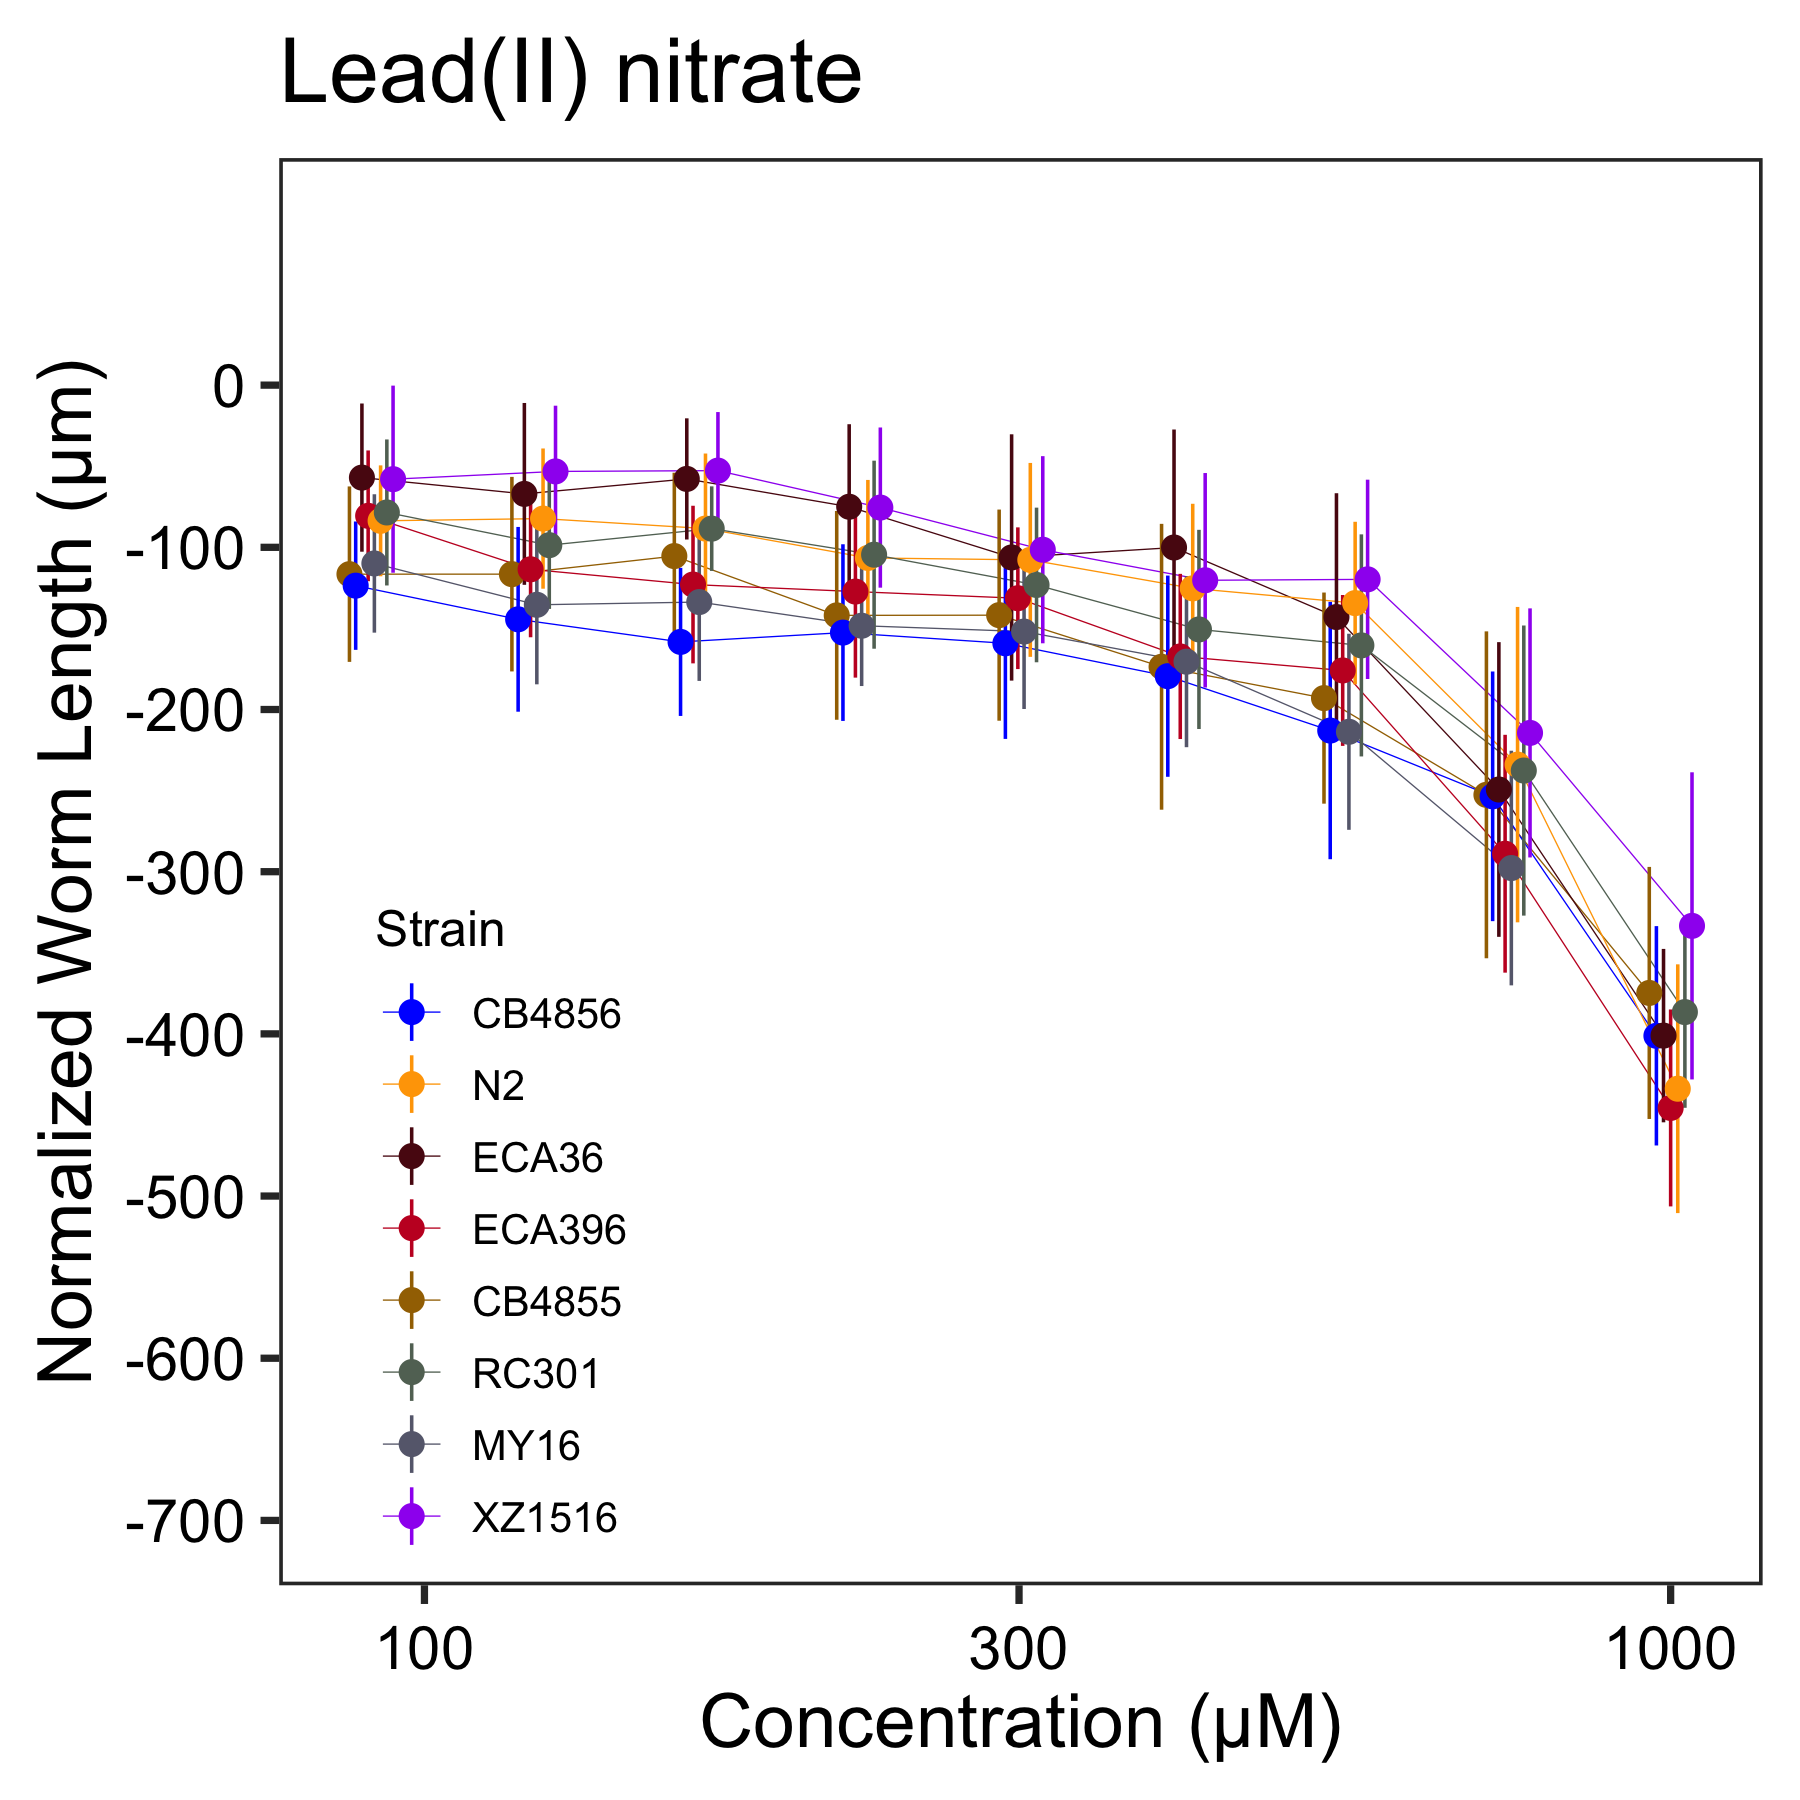 Lead(II) nitrate
Normalized Worm Length (µm)
0
-100
-200
-300
-400
-500
-600
-700
Strain
CB4856
N2
ECA36
ECA396
CB4855
RC301
MY16
XZ1516
100 300 1000
Concentration (µM)